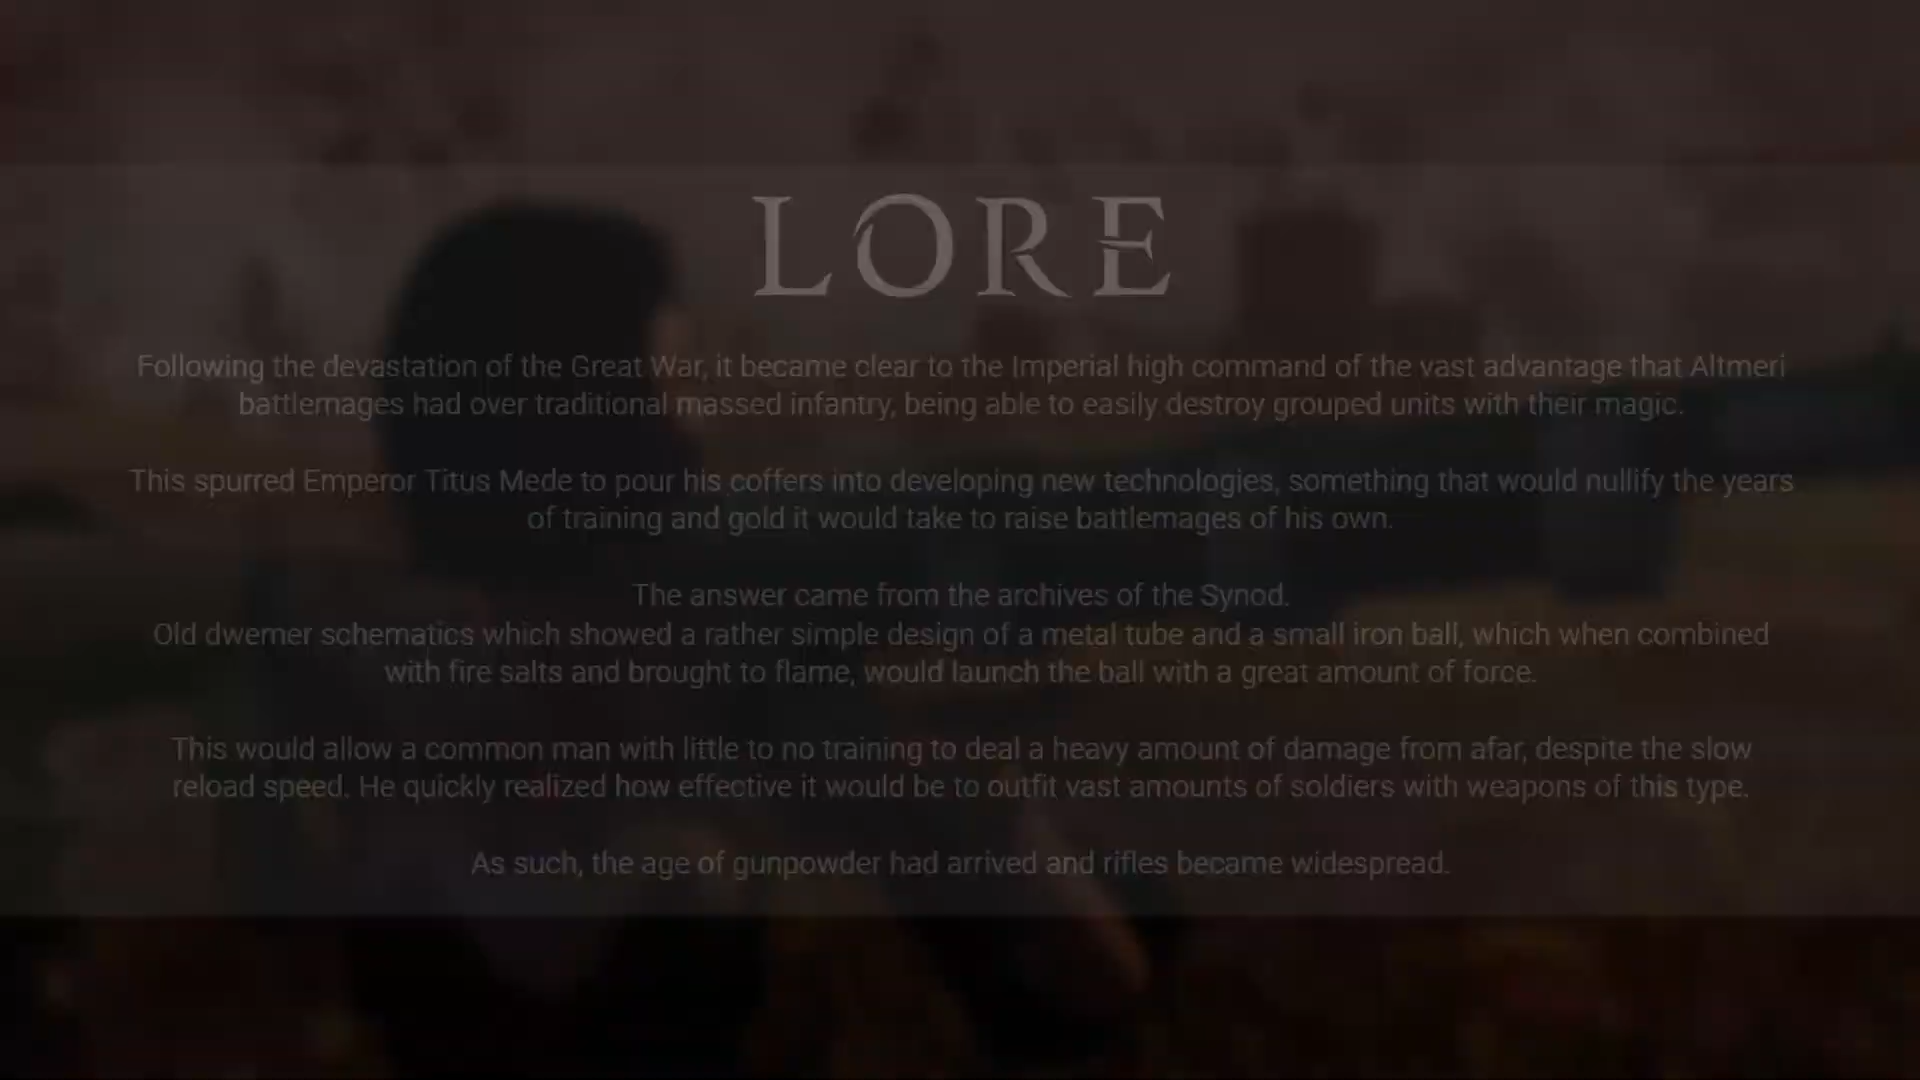 LORE
Following the devastation of the Great War, it became clear to the Imperial high command of the vast advantage that Altmeri
battlemages had over traditional massed infantry, being able to easily destroy grouped units with their magic.
This spurred Emperor Titus Mede to pour his coffers into developing new technologies, something that would nullify the years
of training and gold it would take to raise battlemages of his own.
The answer came from the archives of the Synod.
Old dwemer schematics which showed a rather simple design of a metal tube and a small iron ball, which when combined
with fire salts and brought to flame, would launch the ball with a great amount of force.
This would allow a common man with little to no training to deal a heavy amount of damage from afar, despite the slow
reload speed. He quickly realized how effective it would be to outfit vast amounts of soldiers with weapons of this type.
As such, the age of gunpowder had arrived and rifles became widespread.